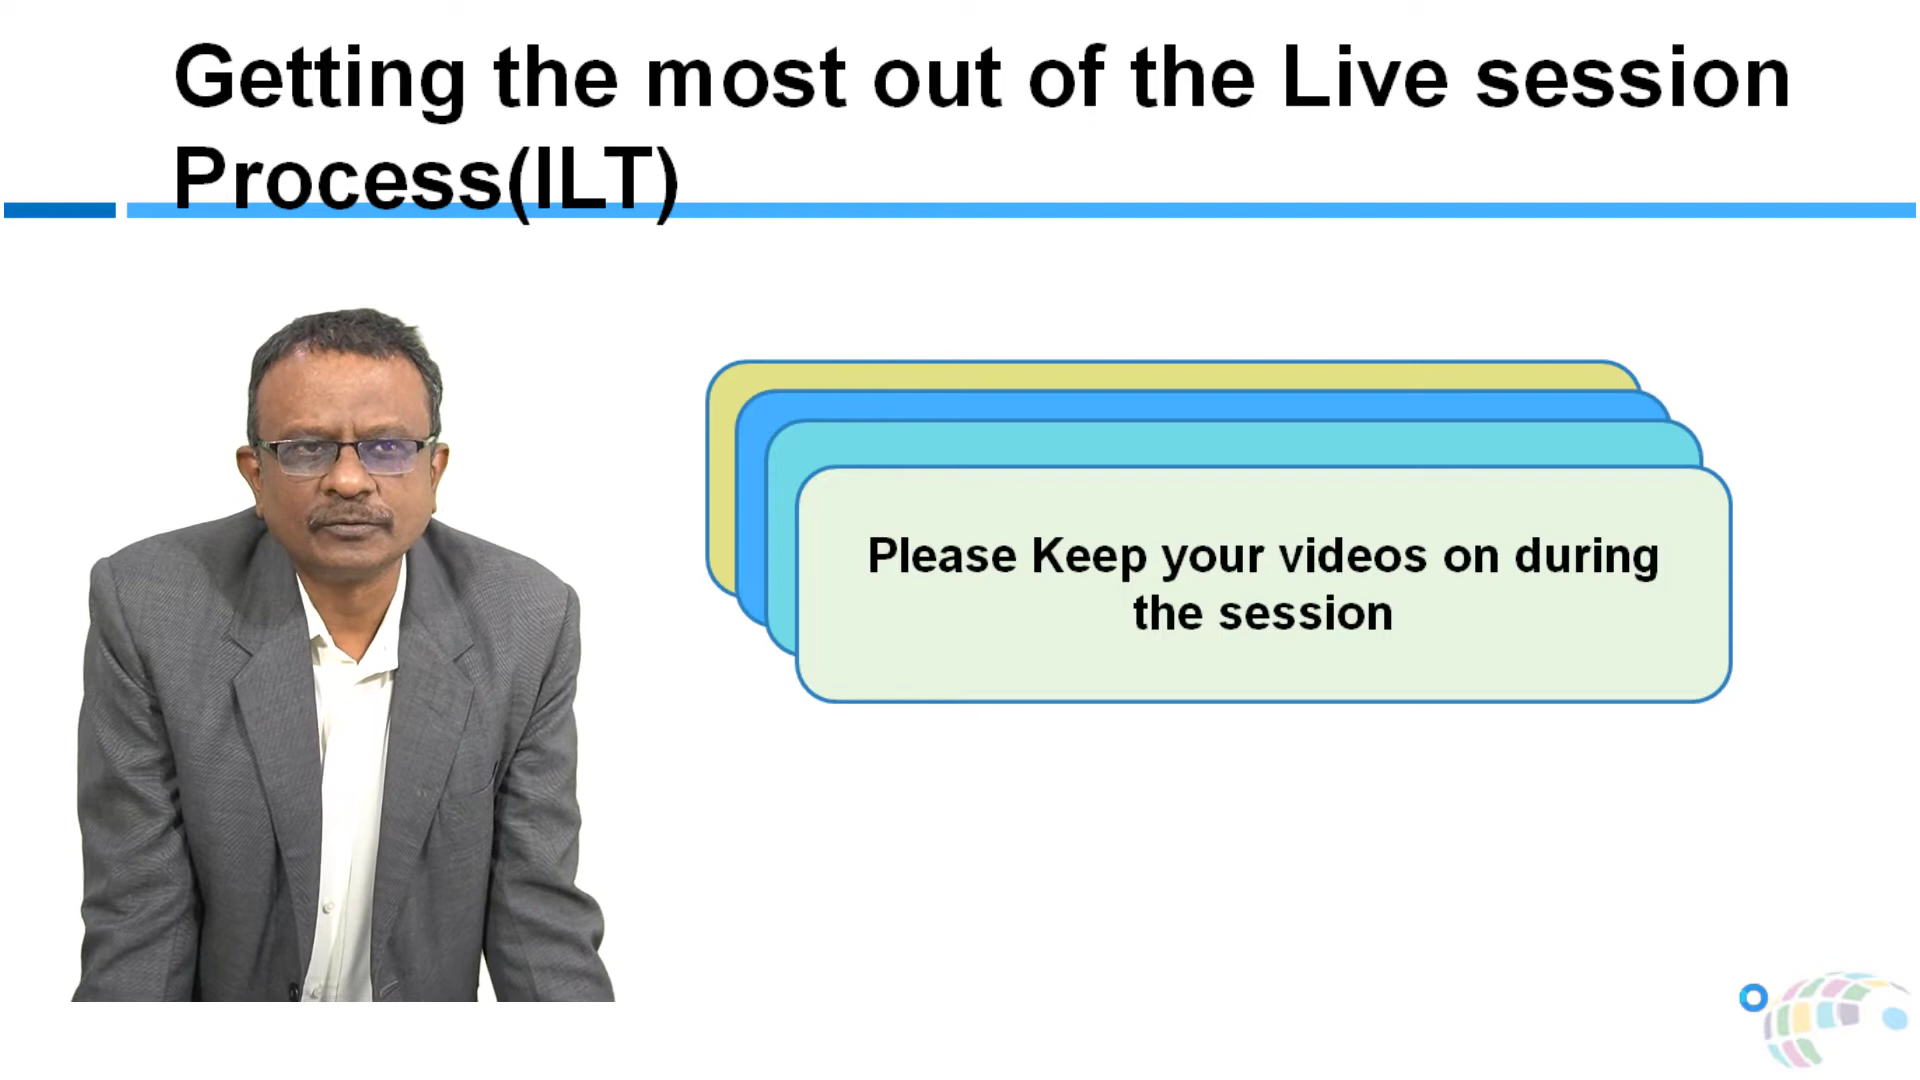 Getting the most out of the Live session
Process(ILT)
Please Keep your videos on during
the session